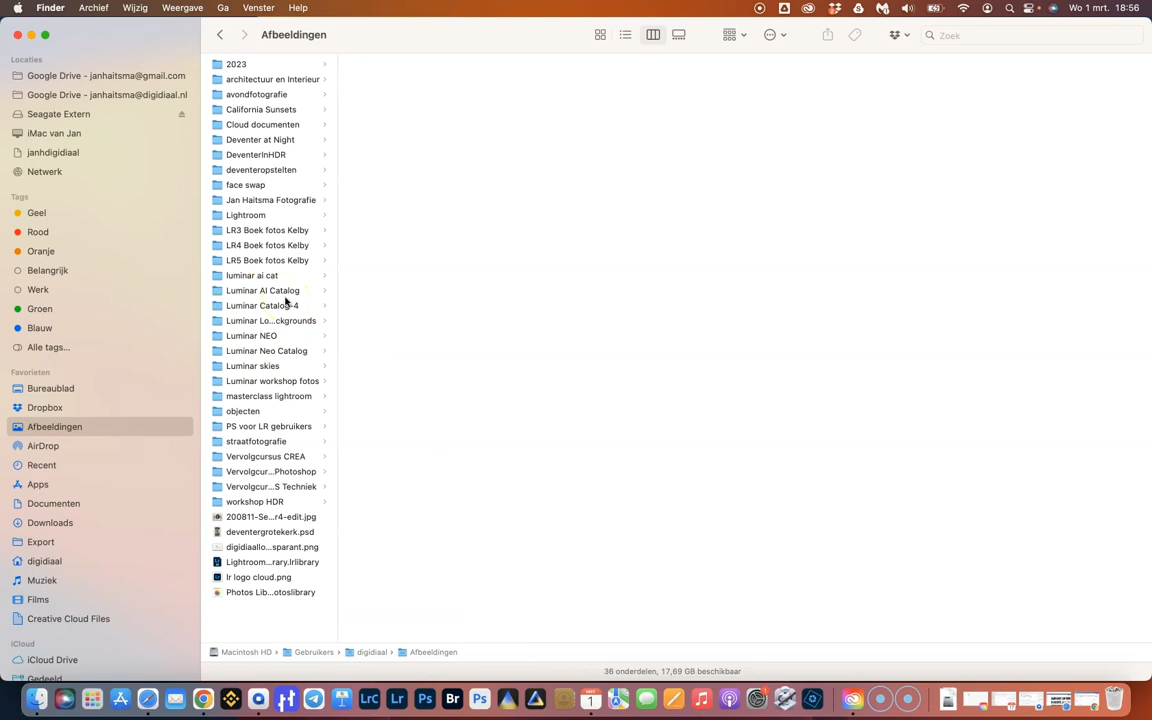 Finder Archief Wijzig Weergave Ga Venster Help Wo 1 mrt. 18:56
Afbeeldingen Zoek
Locaties
Google Drive - janhaitsma@gmail.com
Google Drive - janhaitsma@digidiaal.nl
Seagate Extern
iMac van Jan
janhdigidiaal
Netwerk
Tags
Geel
Rood
Oranje
Belangrijk
Werk
Groen
Blauw
Alle tags...
Favorieten
Bureaublad
Dropbox
Afbeeldingen
AirDrop
Recent
Apps
Documenten
Downloads
Export
digidiaal
Muziek
Films
Creative Cloud Files
iCloud
iCloud Drive
Gedeeld
2023
architectuur en Interieur
avondfotografie
California Sunsets
Cloud documenten
Deventer at Night
DeventerInHDR
deventeropstelten
face swap
Jan Haitsma Fotografie
Lightroom
LR3 Boek fotos Kelby
LR4 Boek fotos Kelby
LR5 Boek fotos Kelby
luminar ai cat
Luminar AI Catalog
Luminar Catalog-4
Luminar Lo...ckgrounds
Luminar NEO
Luminar Neo Catalog
Luminar skies
Luminar workshop fotos
masterclass lightroom
objecten
PS voor LR gebruikers
straatfotografie
Vervolgcursus CREA
Vervolgcur...Photoshop
Vervolgcur...S Techniek
workshop HDR
200811-Se...r4-edit.jpg
deventergrotekerk.psd
digidiaallo...sparant.png
Lightroom...rary.lrlibrary
lr logo cloud.png
Photos Lib...otoslibrary
Macintosh HD › Gebruikers › digidiaal › Afbeeldingen
36 onderdelen, 17,69 GB beschikbaar
LrC Lr Ps Br Ps